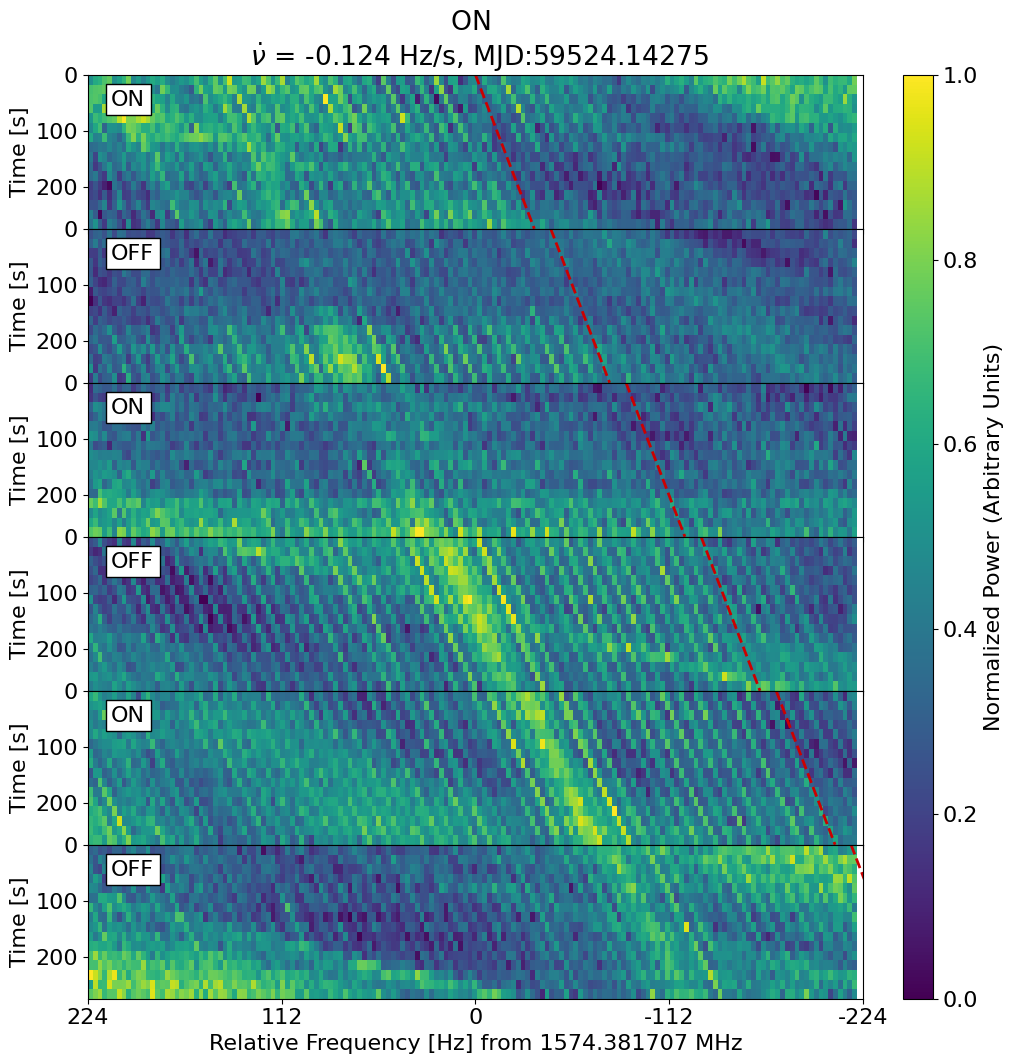 ON
ν̇ = -0.124 Hz/s, MJD:59524.14275
0
ON
100
200
Time [s]
0
OFF
100
200
Time [s]
0
ON
100
200
Time [s]
0
OFF
100
200
Time [s]
0
ON
100
200
Time [s]
0
OFF
100
200
Time [s]
224 112 0 -112 -224
Relative Frequency [Hz] from 1574.381707 MHz
1.0
0.8
0.6
0.4
0.2
0.0
Normalized Power (Arbitrary Units)